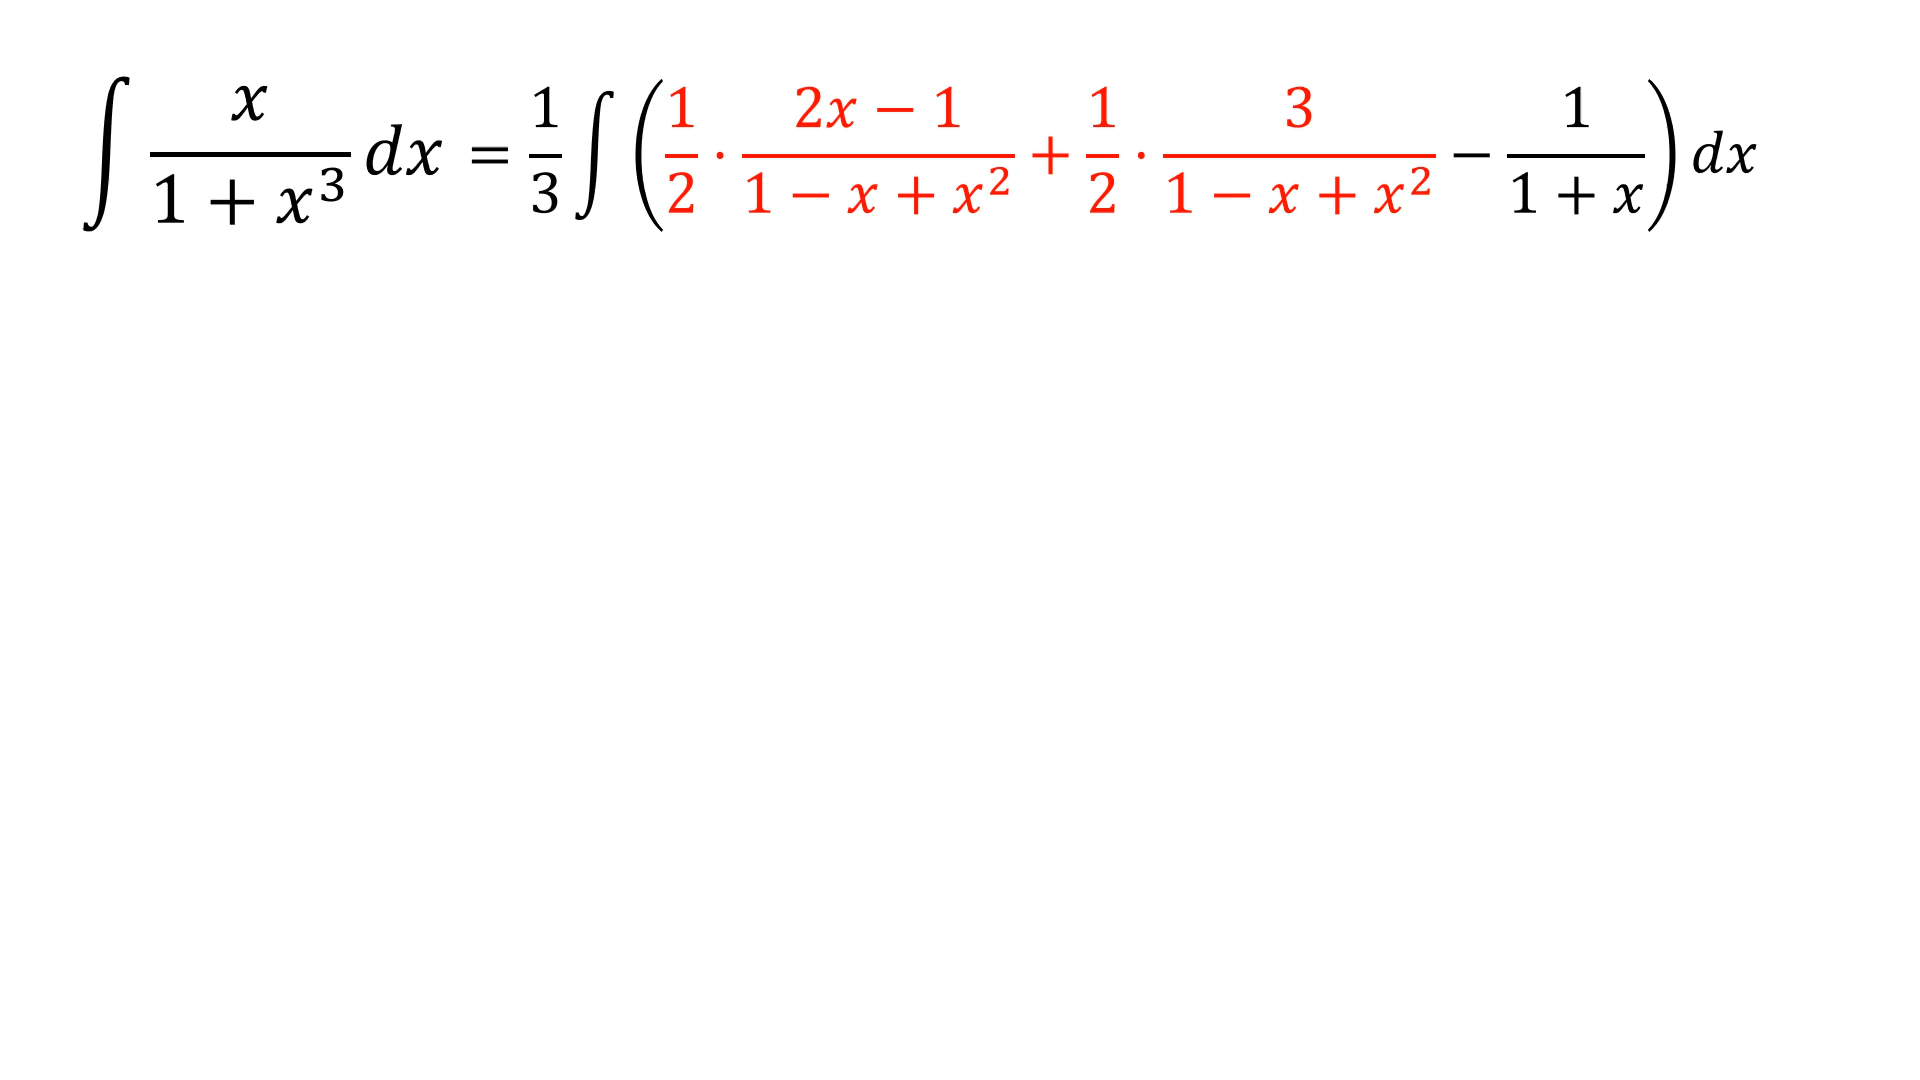 ∫ x/(1 + x³) dx = 1/3 ∫ (1/2 · (2x − 1)/(1 − x + x²) + 1/2 · 3/(1 − x + x²) − 1/(1 + x)) dx